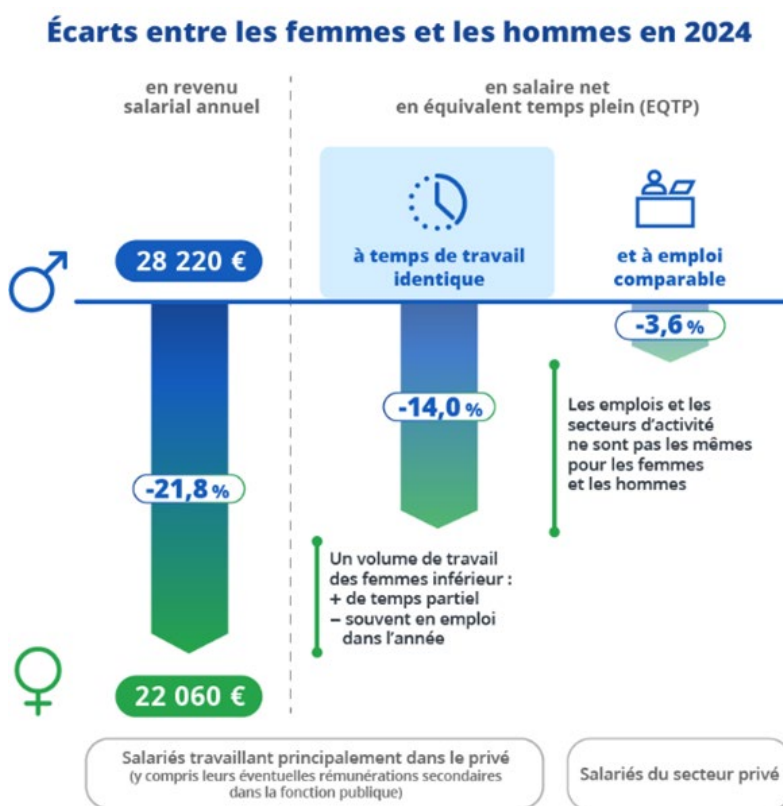 Écarts entre les femmes et les hommes en 2024
en revenu
salarial annuel
en salaire net
en équivalent temps plein (EQTP)
à temps de travail
identique
et à emploi
comparable
28 220 €
-3,6 %
-14,0 %
Les emplois et les
secteurs d’activité
ne sont pas les mêmes
pour les femmes
et les hommes
-21,8 %
Un volume de travail
des femmes inférieur :
+ de temps partiel
– souvent en emploi
dans l’année
22 060 €
Salariés travaillant principalement dans le privé
(y compris leurs éventuelles rémunérations secondaires
dans la fonction publique)
Salariés du secteur privé